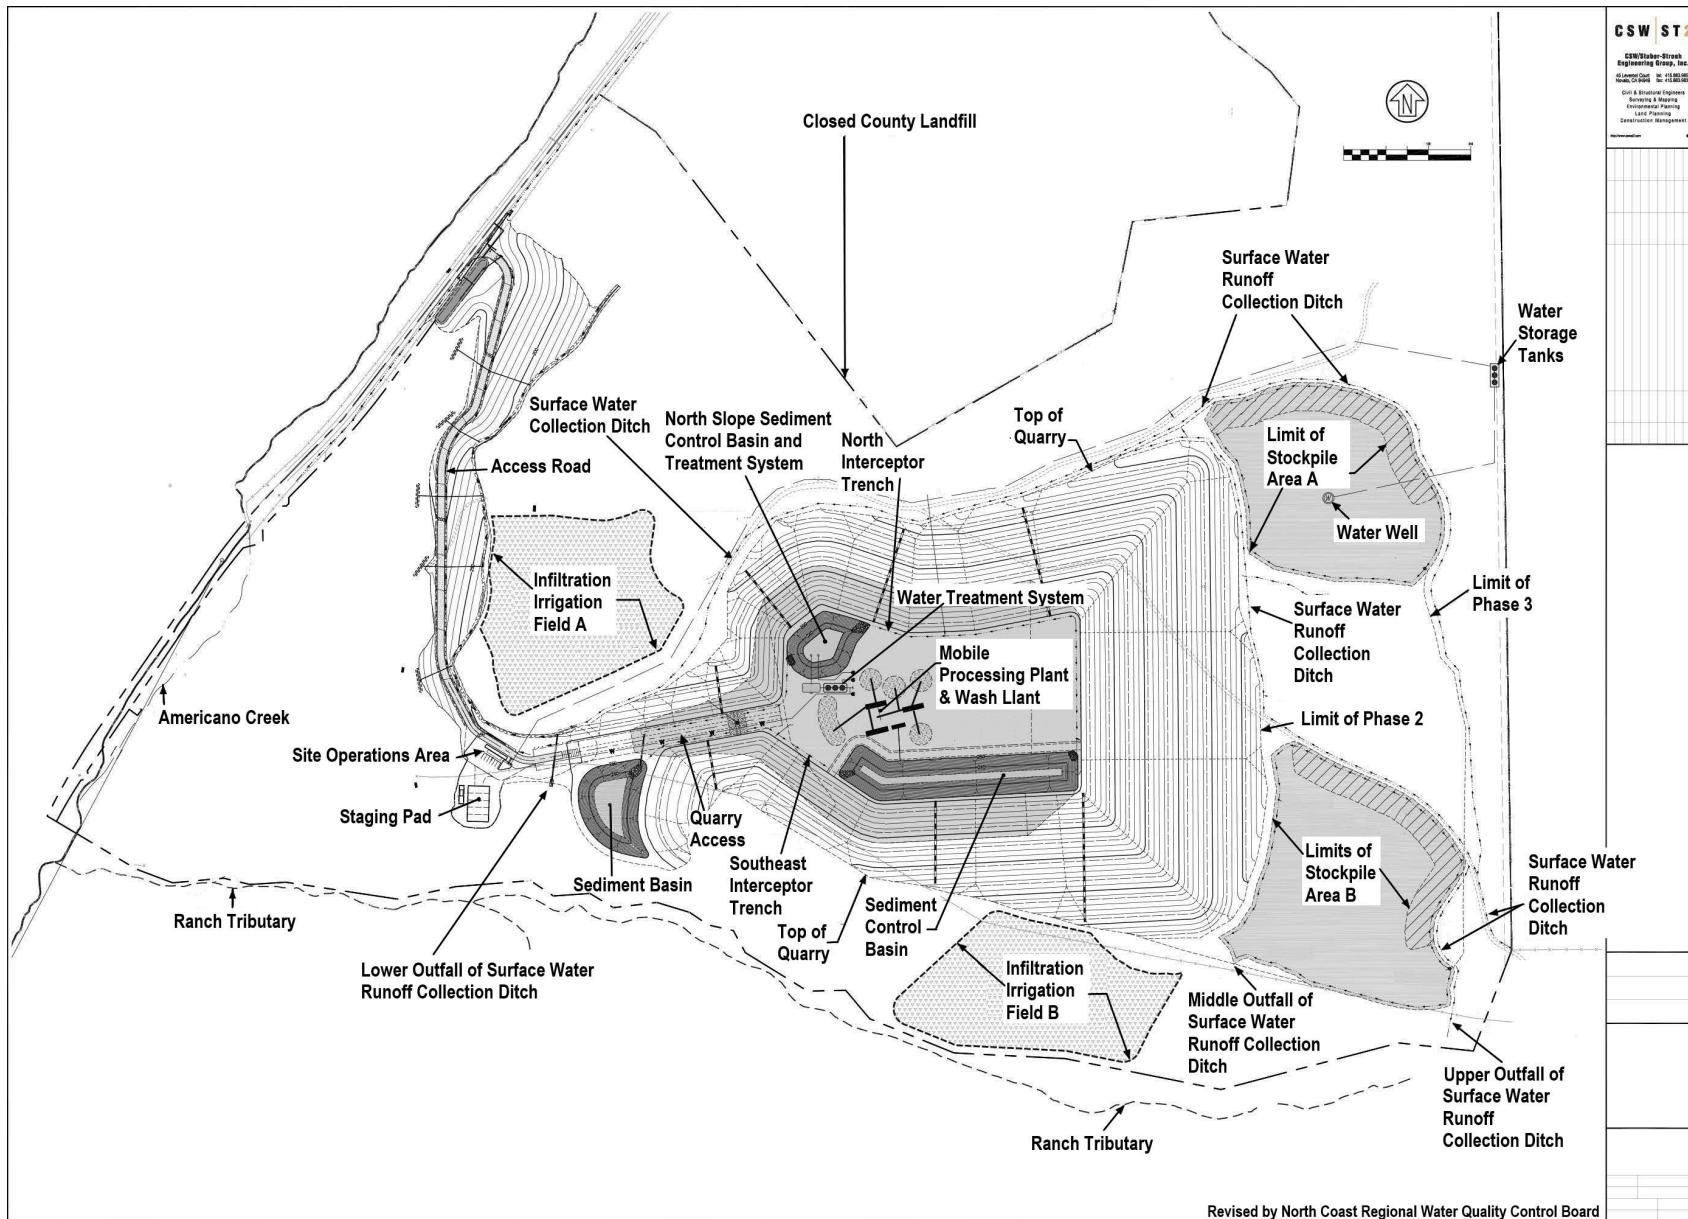 CSW ST2
CSW/Stuber-Stroeh
Engineering Group, Inc.
Civil & Structural Engineers
Surveying & Mapping
Environmental Planning
Land Planning
Construction Management
N
Closed County Landfill
Surface Water
Runoff
Collection Ditch
Water
Storage
Tanks
Surface Water
Collection Ditch
North Slope Sediment
Control Basin and
Treatment System
North
Interceptor
Trench
Top of
Quarry
Limit of
Stockpile
Area A
Access Road
Water Well
Infiltration
Irrigation
Field A
Water Treatment System
Limit of
Phase 3
Surface Water
Runoff
Collection
Ditch
Mobile
Processing Plant
& Wash Llant
Americano Creek
Limit of Phase 2
Site Operations Area
Staging Pad
Quarry
Access
Limits of
Stockpile
Area B
Surface Water
Runoff
Collection
Ditch
Sediment Basin
Southeast
Interceptor
Trench
Ranch Tributary
Top of
Quarry
Sediment
Control
Basin
Lower Outfall of Surface Water
Runoff Collection Ditch
Infiltration
Irrigation
Field B
Middle Outfall of
Surface Water
Runoff Collection
Ditch
Upper Outfall of
Surface Water
Runoff
Collection Ditch
Ranch Tributary
Revised by North Coast Regional Water Quality Control Board